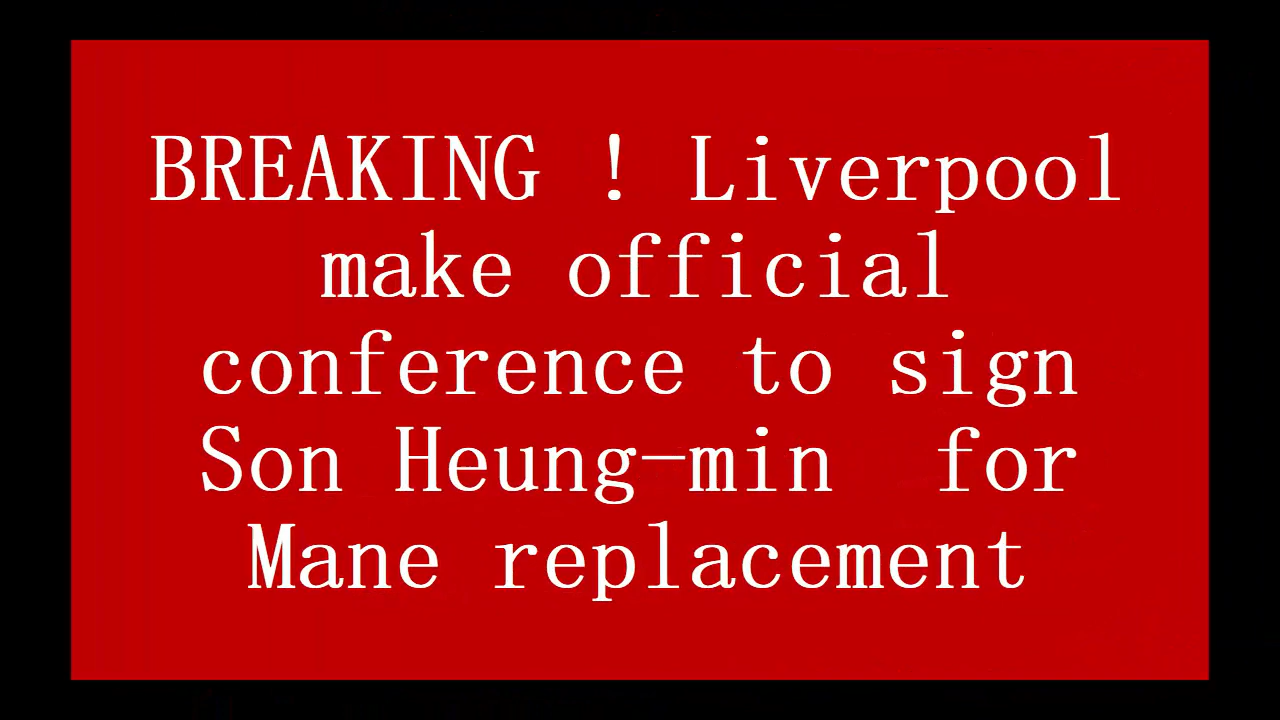 BREAKING ! Liverpool
make official
conference to sign
Son Heung-min  for
Mane replacement